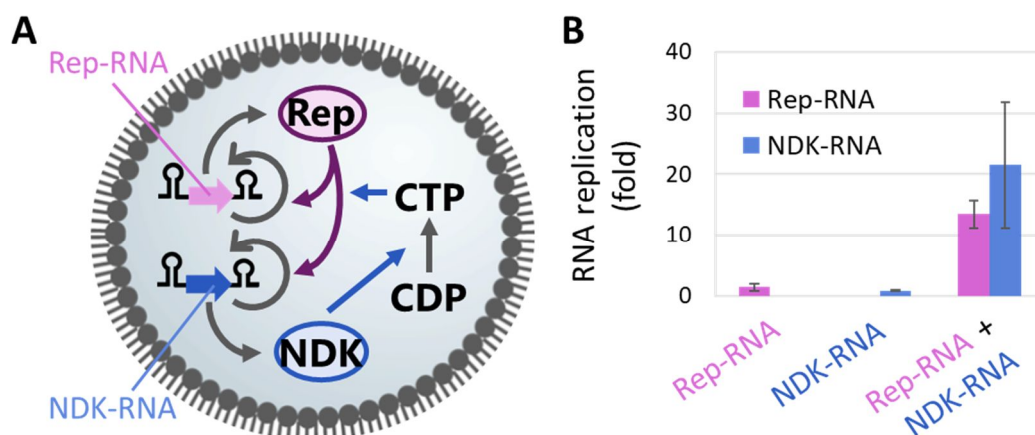 A
Rep-RNA
Rep
CTP
CDP
NDK
NDK-RNA
B
RNA replication
(fold)
40
30
20
10
0
Rep-RNA
NDK-RNA
Rep-RNA
NDK-RNA
Rep-RNA +
NDK-RNA